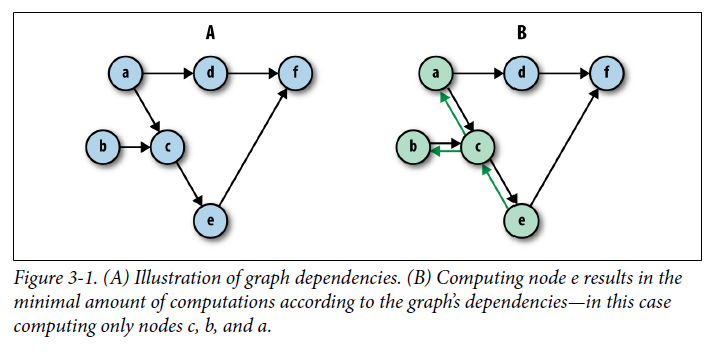 A
B
a
d
f
a
d
f
b
c
b
c
e
e
Figure 3-1. (A) Illustration of graph dependencies. (B) Computing node e results in the
minimal amount of computations according to the graph’s dependencies—in this case
computing only nodes c, b, and a.